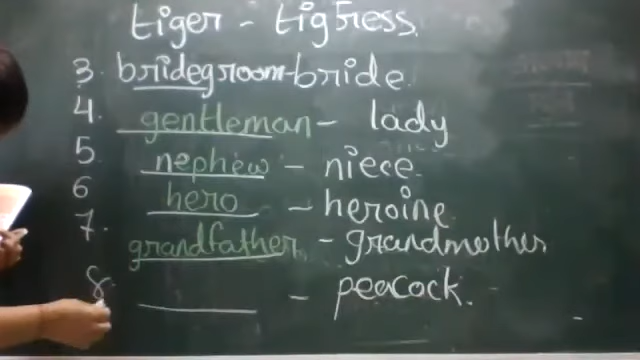 tiger - tigress.
3. bridegroom-bride.
4. gentleman - lady
5 nephew - niece.
6 hero - heroine
7. grandfather - grandmother
8. ________ - peacock.